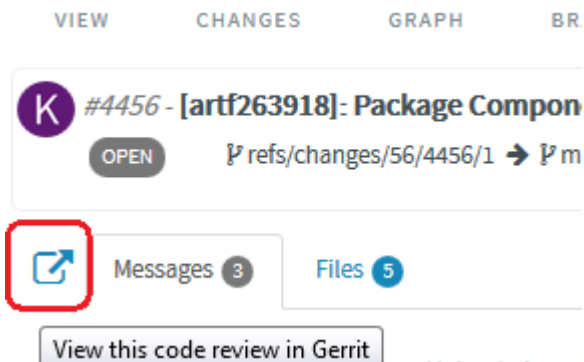 VIEW CHANGES GRAPH
K #4456 - [artf263918]: Package
OPEN refs/changes/56/4456/1
Messages 3 Files 5
View this code review in Gerrit